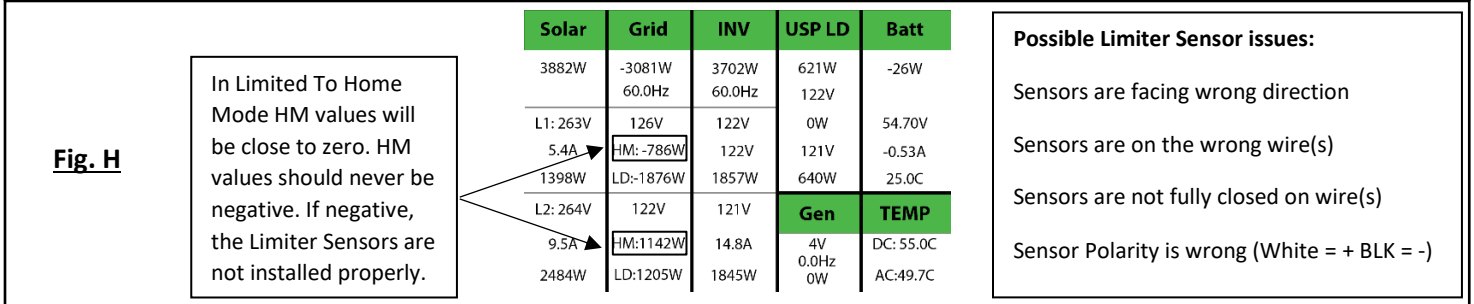 Fig. H
In Limited To Home
Mode HM values will
be close to zero. HM
values should never be
negative. If negative,
the Limiter Sensors are
not installed properly.
Solar Grid INV USP LD Batt
3882W -3081W 3702W 621W -26W
60.0Hz 60.0Hz 122V
L1: 263V 126V 122V 0W 54.70V
5.4A HM: -786W 122V 121V -0.53A
1398W LD:-1876W 1857W 640W 25.0C
L2: 264V 122V 121V Gen TEMP
9.5A HM:1142W 14.8A 4V DC: 55.0C
0.0Hz
2484W LD:1205W 1845W 0W AC:49.7C
Possible Limiter Sensor issues:
Sensors are facing wrong direction
Sensors are on the wrong wire(s)
Sensors are not fully closed on wire(s)
Sensor Polarity is wrong (White = + BLK = -)